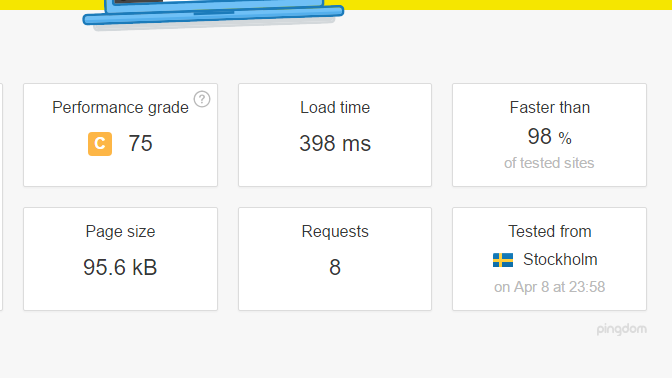 Performance grade ?
C 75
Load time
398 ms
Faster than
98 %
of tested sites
Page size
95.6 kB
Requests
8
Tested from
Stockholm
on Apr 8 at 23:58
pingdom